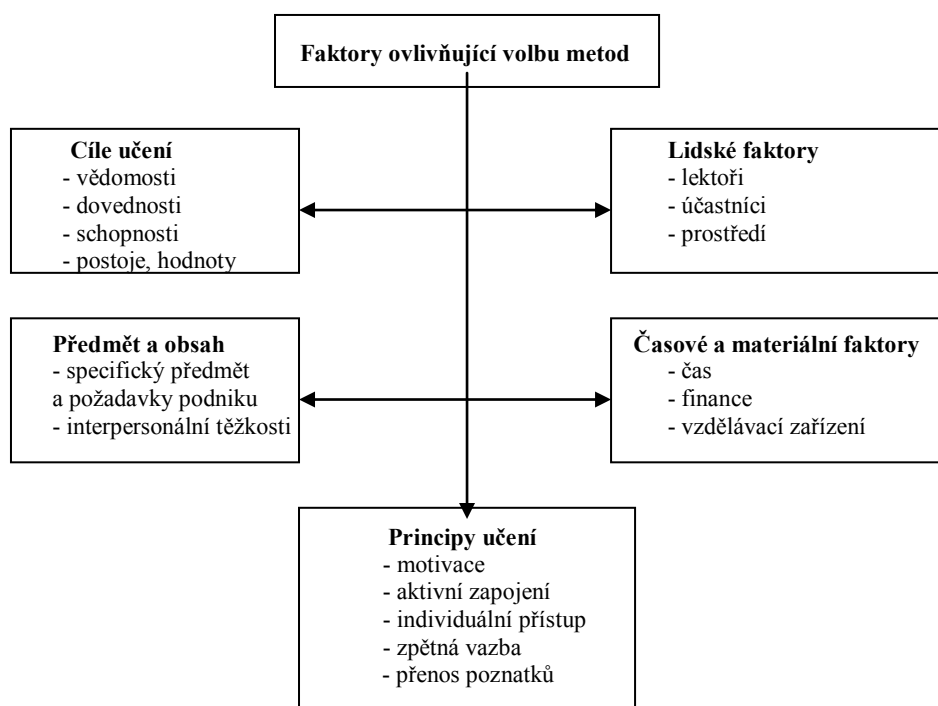 Faktory ovlivňující volbu metod
Cíle učení
- vědomosti
- dovednosti
- schopnosti
- postoje, hodnoty
Lidské faktory
- lektoři
- účastníci
- prostředí
Předmět a obsah
- specifický předmět
a požadavky podniku
- interpersonální těžkosti
Časové a materiální faktory
- čas
- finance
- vzdělávací zařízení
Principy učení
- motivace
- aktivní zapojení
- individuální přístup
- zpětná vazba
- přenos poznatků